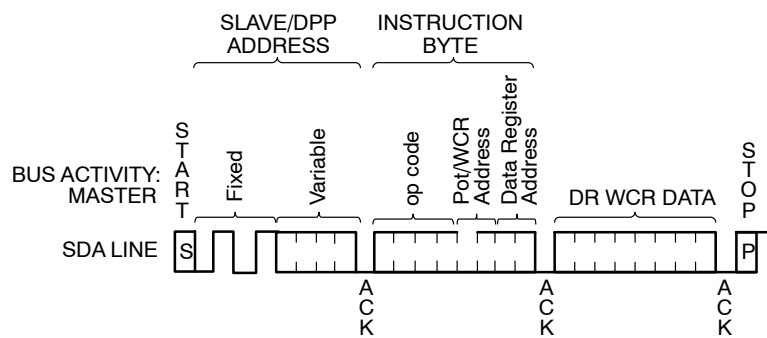 SLAVE/DPP
ADDRESS
INSTRUCTION
BYTE
BUS ACTIVITY:
MASTER
START
Fixed
Variable
op code
Pot/WCR
Address
Data Register
Address
DR WCR DATA
STOP
SDA LINE
S
P
ACK
ACK
ACK